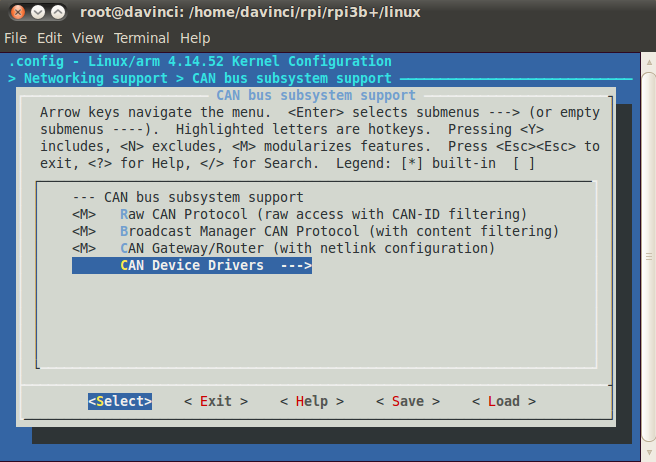 root@davinci: /home/davinci/rpi/rpi3b+/linux
File Edit View Terminal Help
.config - Linux/arm 4.14.52 Kernel Configuration
> Networking support > CAN bus subsystem support
CAN bus subsystem support
Arrow keys navigate the menu. <Enter> selects submenus ---> (or empty
submenus ----). Highlighted letters are hotkeys. Pressing <Y>
includes, <N> excludes, <M> modularizes features. Press <Esc><Esc> to
exit, <?> for Help, </> for Search. Legend: [*] built-in [ ]
--- CAN bus subsystem support
<M> Raw CAN Protocol (raw access with CAN-ID filtering)
<M> Broadcast Manager CAN Protocol (with content filtering)
<M> CAN Gateway/Router (with netlink configuration)
CAN Device Drivers --->
<Select> < Exit > < Help > < Save > < Load >